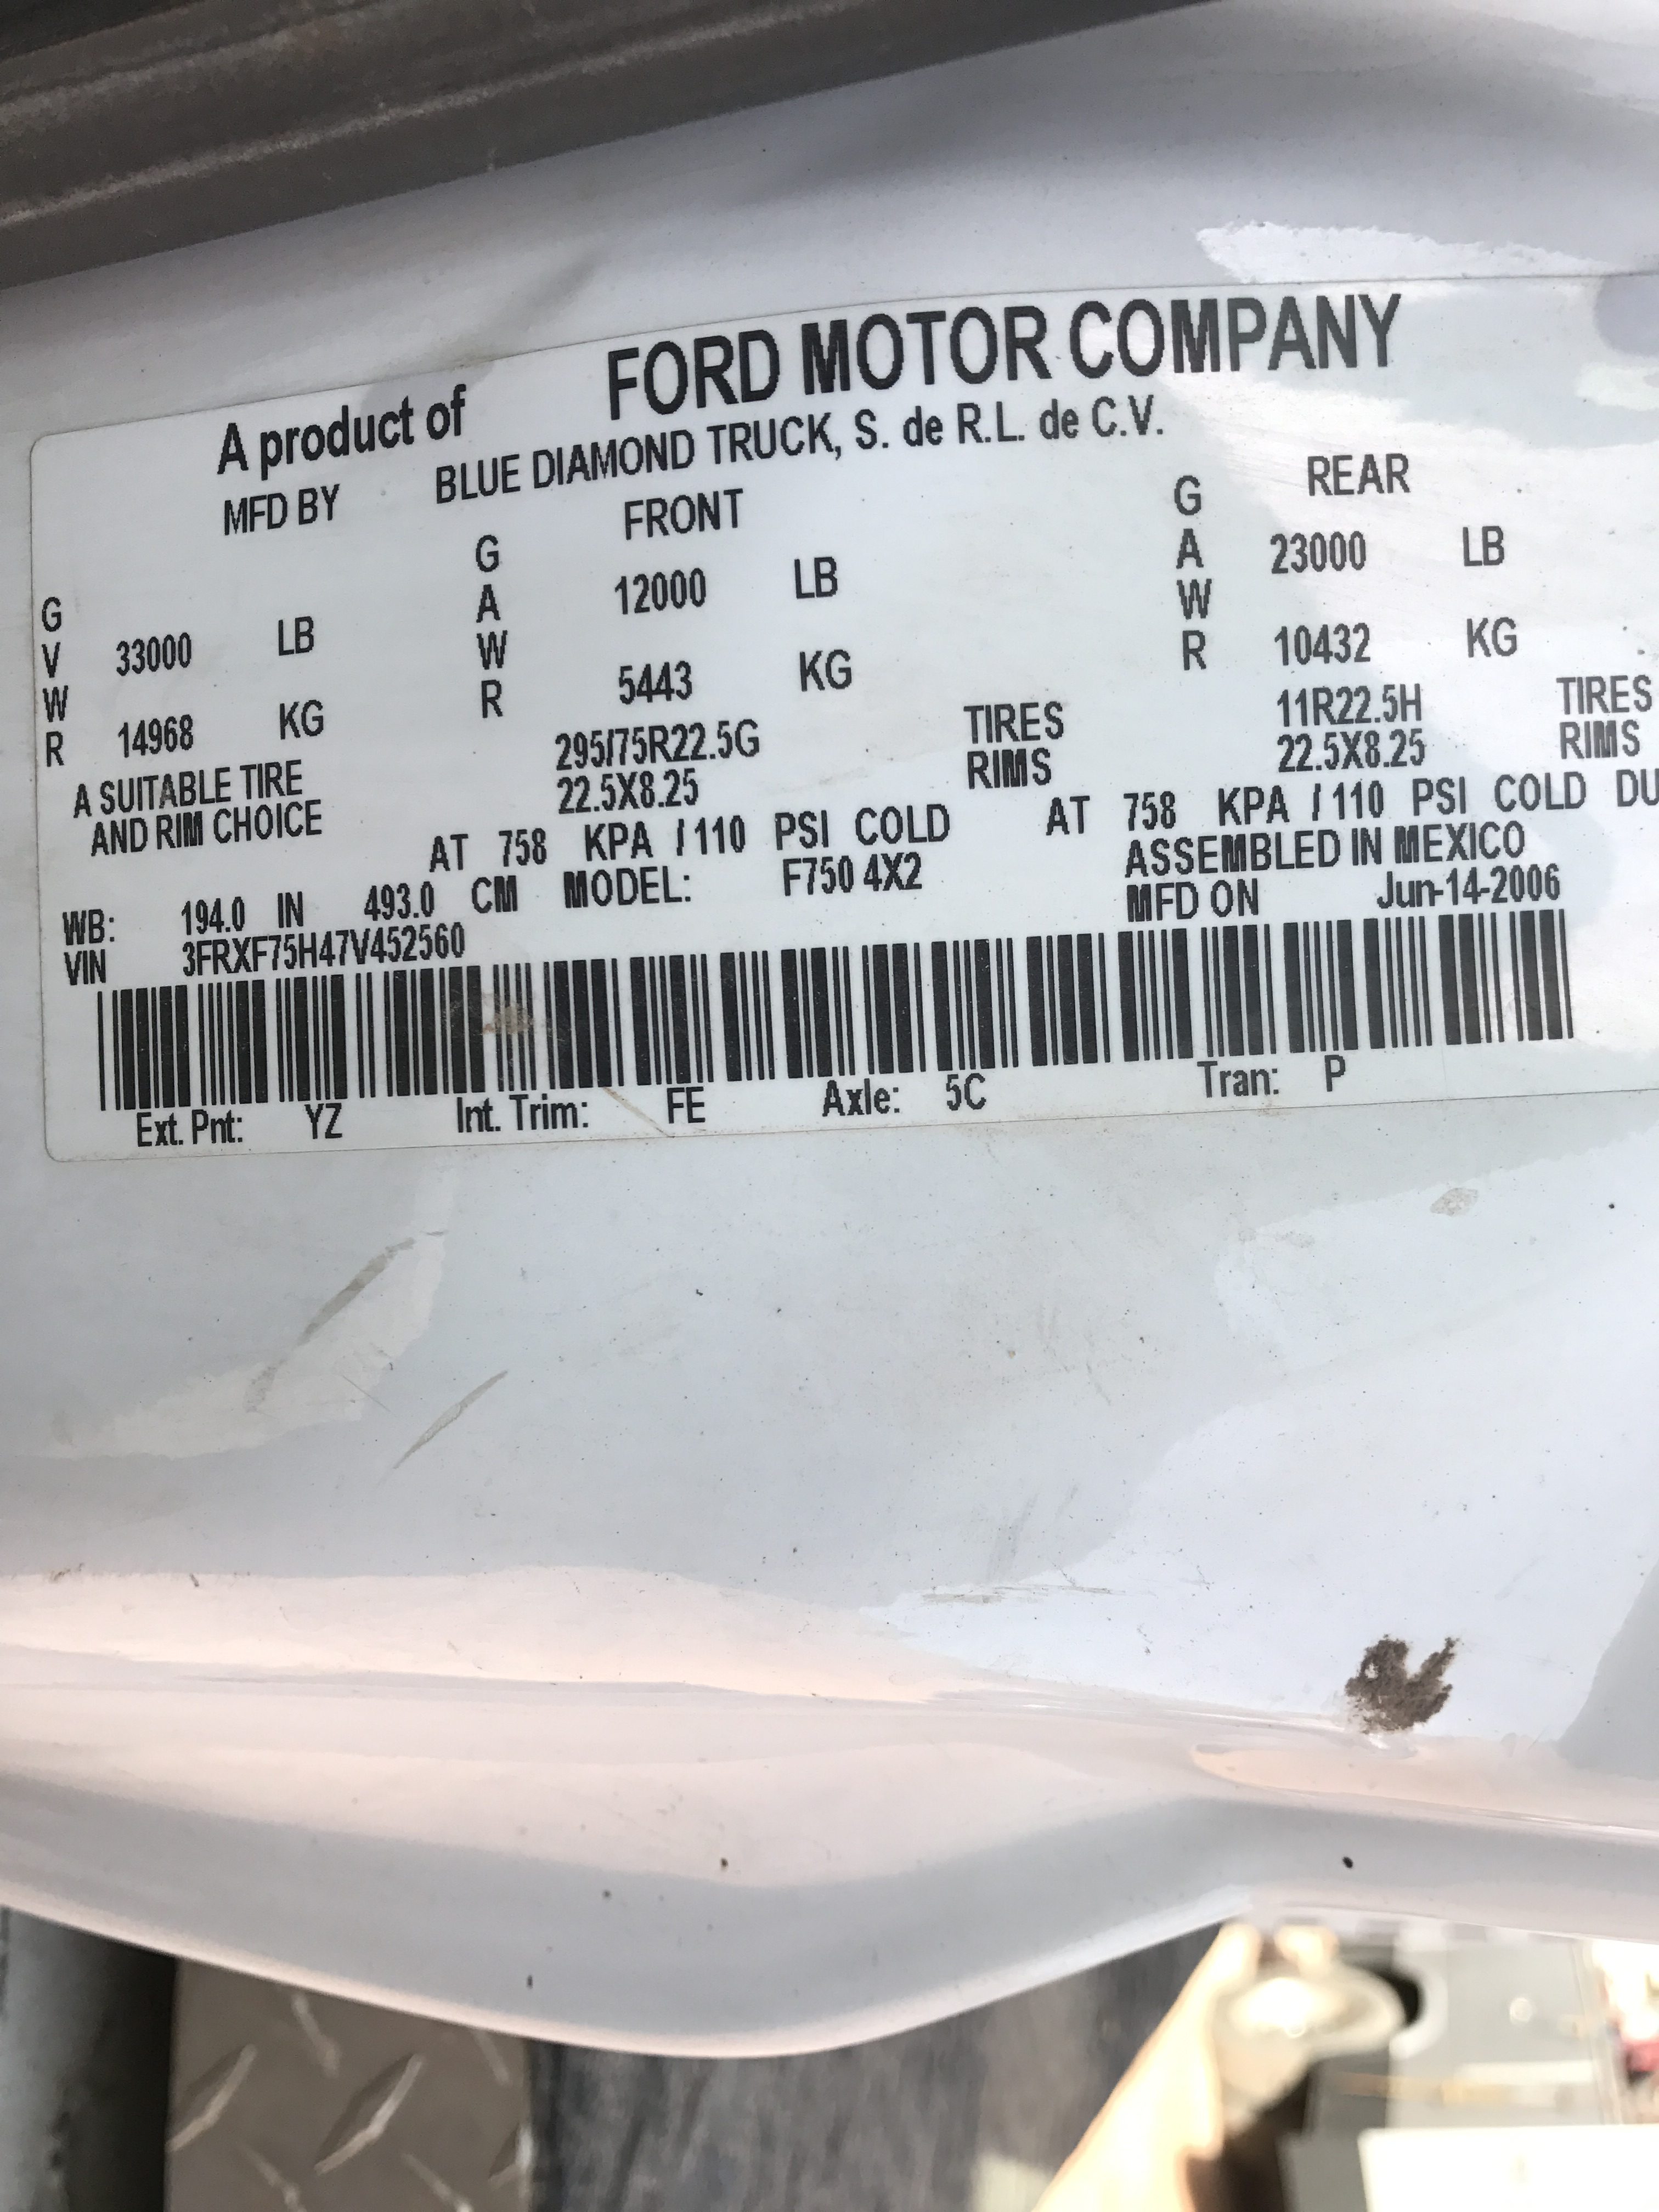 A product of FORD MOTOR COMPANY
MFD BY BLUE DIAMOND TRUCK, S. de R.L. de C.V.
FRONT REAR
GVWR 33000 LB GAWR 12000 LB GAWR 23000 LB
14968 KG 5443 KG 10432 KG
A SUITABLE TIRE 295/75R22.5G TIRES 11R22.5H TIRES
AND RIM CHOICE 22.5X8.25 RIMS 22.5X8.25 RIMS
AT 758 KPA / 110 PSI COLD AT 758 KPA / 110 PSI COLD DU
WB: 194.0 IN 493.0 CM MODEL: F750 4X2 ASSEMBLED IN MEXICO
VIN 3FRXF75H47V452560 MFD ON Jun-14-2006
Ext. Pnt: YZ Int. Trim: FE Axle: 5C Tran: P